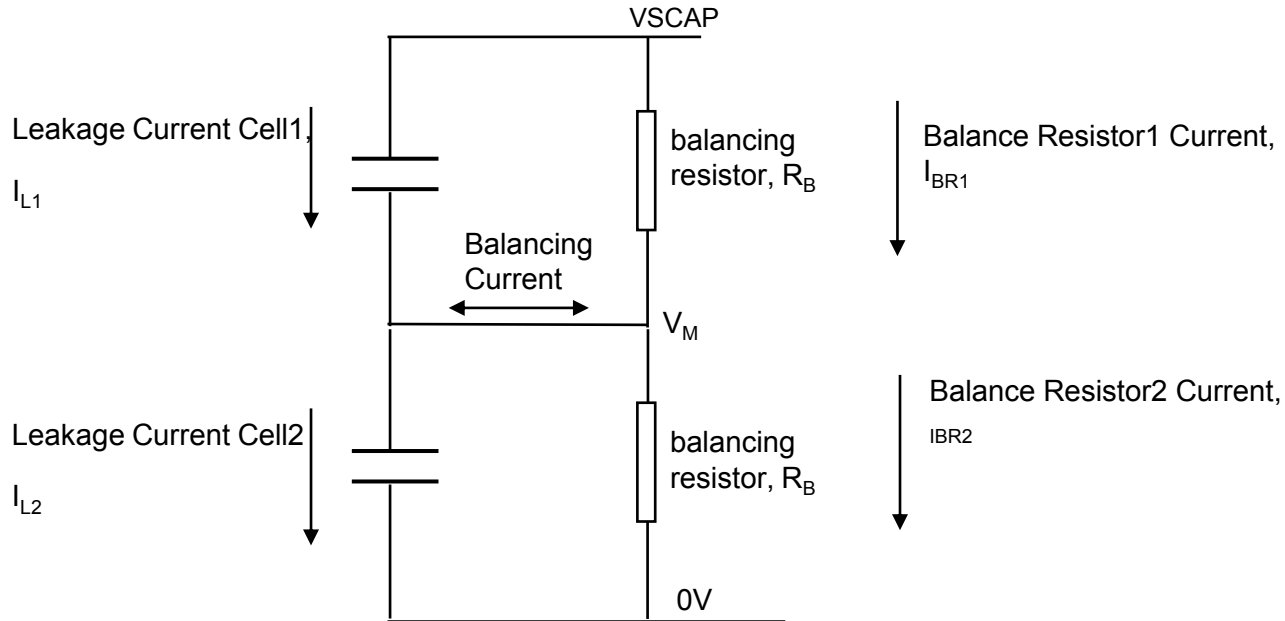 VSCAP
Leakage Current Cell1,
I_L1
balancing
resistor, R_B
Balance Resistor1 Current,
I_BR1
Balancing
Current
V_M
Leakage Current Cell2
I_L2
balancing
resistor, R_B
Balance Resistor2 Current,
IBR2
0V